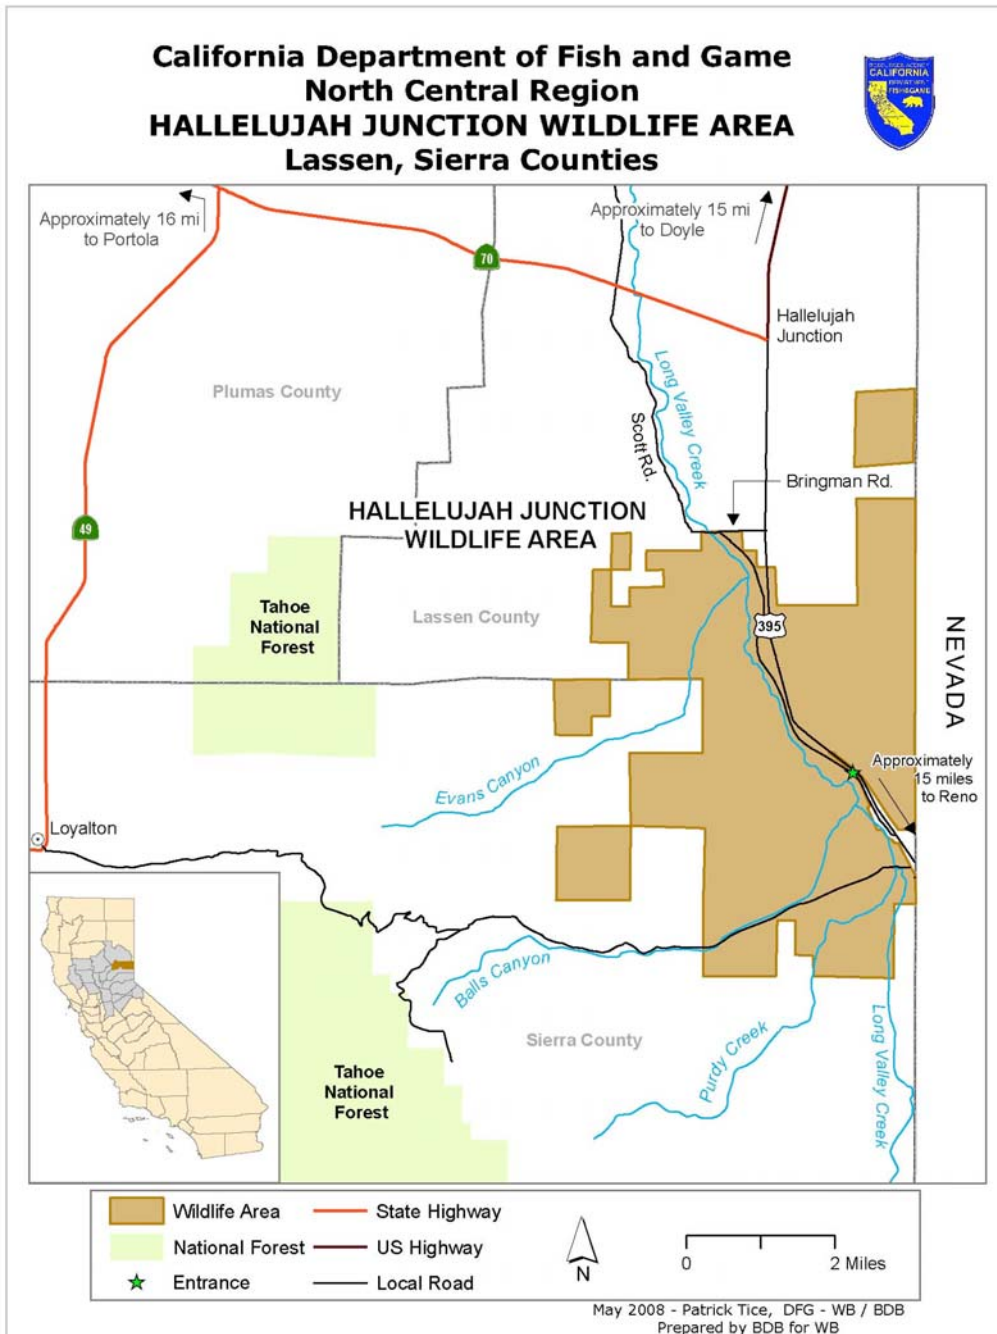 California Department of Fish and Game
North Central Region
HALLELUJAH JUNCTION WILDLIFE AREA
Lassen, Sierra Counties
CALIFORNIA
FISH&GAME
Approximately 16 mi
to Portola
Approximately 15 mi
to Doyle
70
Hallelujah
Junction
Long Valley Creek
Plumas County
Scott Rd.
Bringman Rd.
HALLELUJAH JUNCTION
WILDLIFE AREA
49
Tahoe
National
Forest
Lassen County
395
NEVADA
Approximately
15 miles
to Reno
Evans Canyon
Loyalton
Balls Canyon
Sierra County
Purdy Creek
Long Valley Creek
Tahoe
National
Forest
Wildlife Area
State Highway
National Forest
US Highway
Entrance
Local Road
N
0
2 Miles
May 2008 - Patrick Tice, DFG - WB / BDB
Prepared by BDB for WB